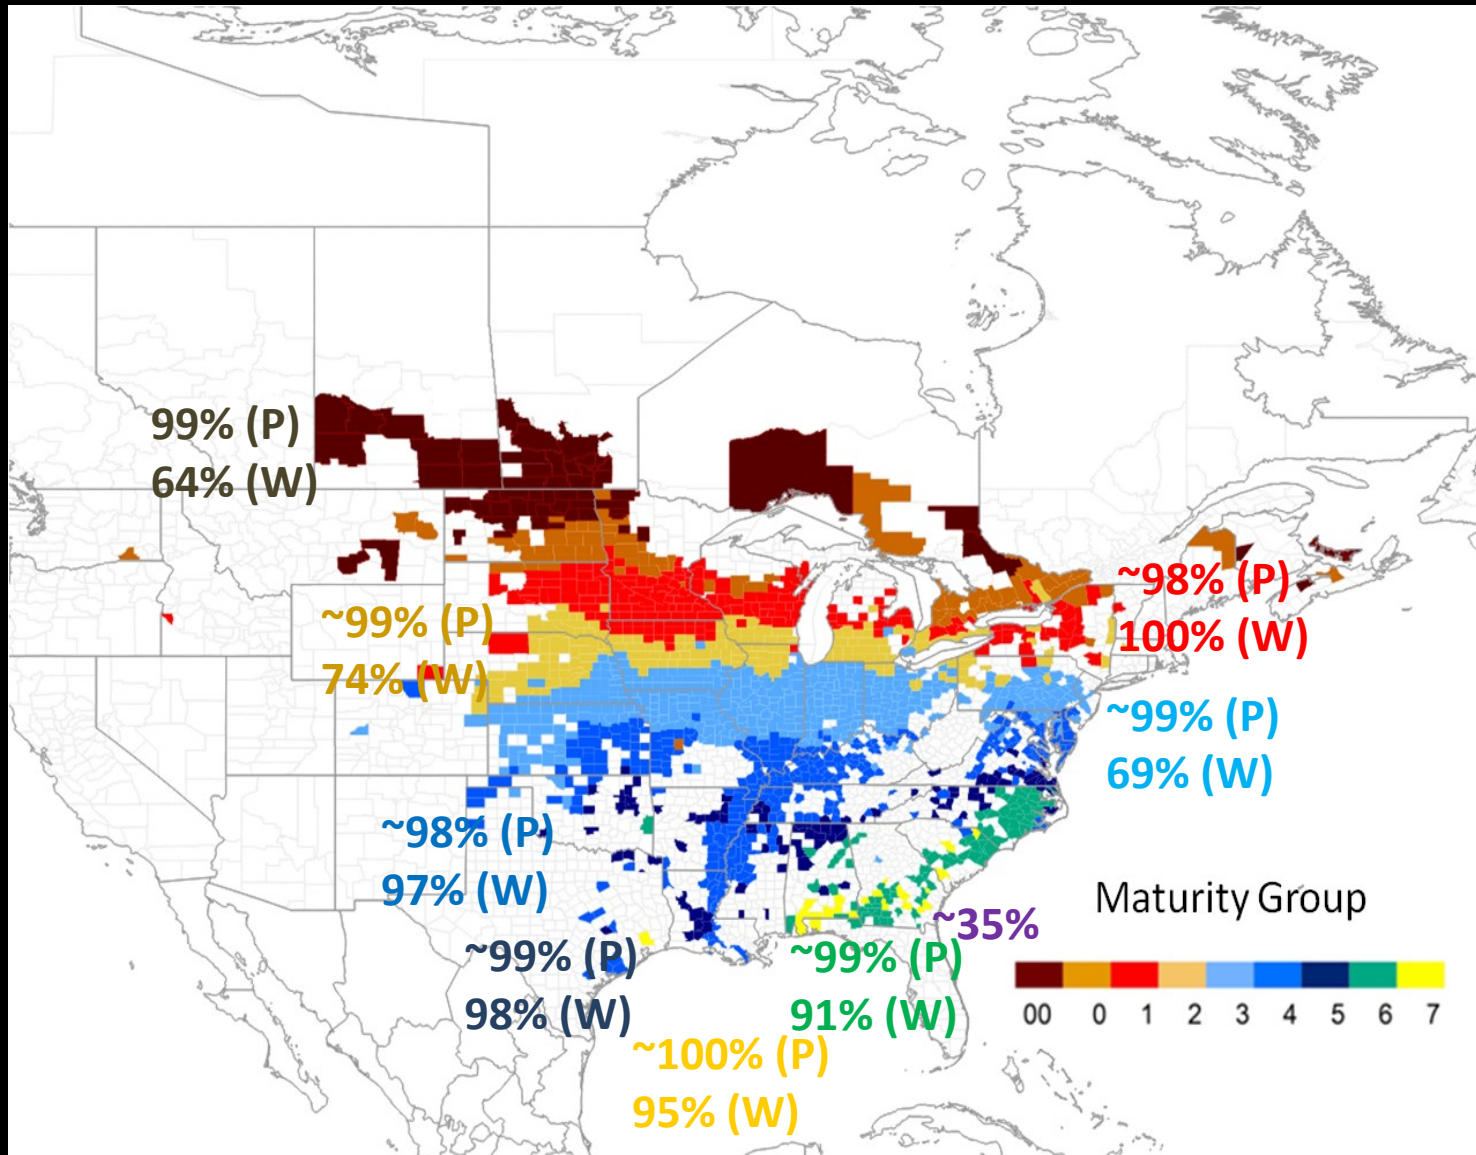 99% (P)
64% (W)
~98% (P)
100% (W)
~99% (P)
74% (W)
~99% (P)
69% (W)
~98% (P)
97% (W)
~99% (P)
98% (W)
~99% (P)
91% (W)
~35%
~100% (P)
95% (W)
Maturity Group
00 0 1 2 3 4 5 6 7